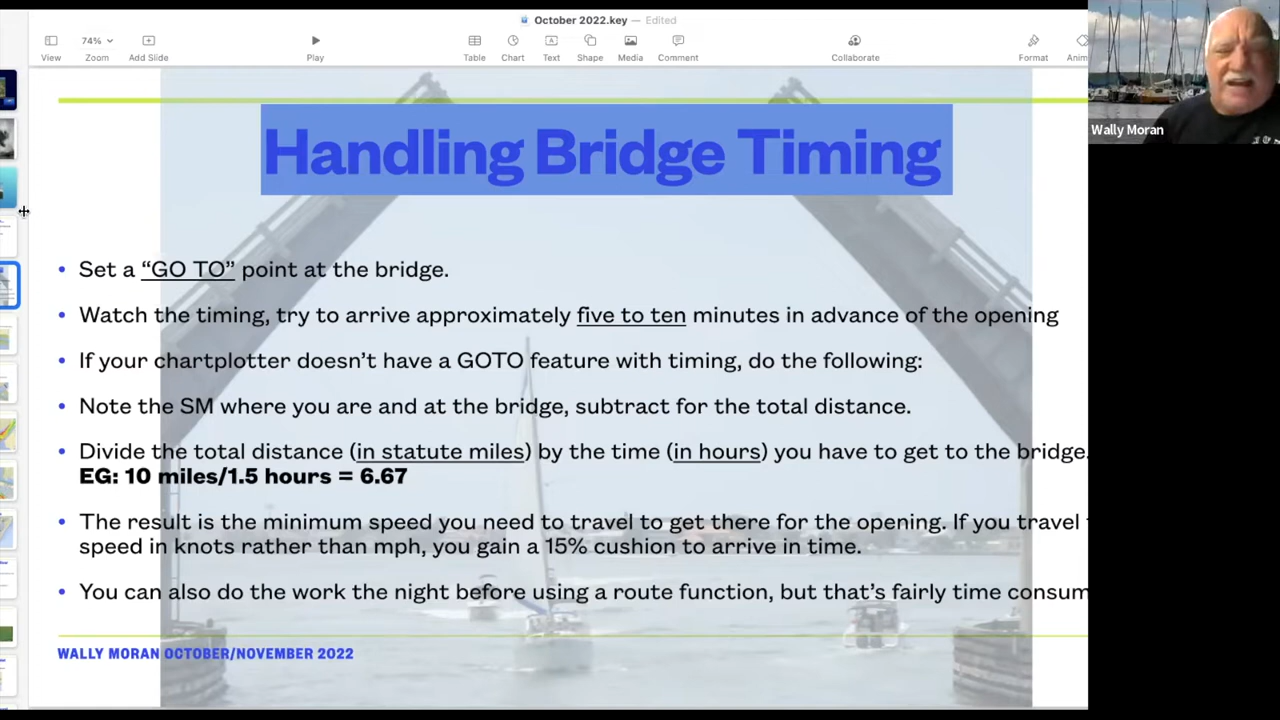 October 2022.key — Edited
View
74%
Zoom
Add Slide
Play
Table
Chart
Text
Shape
Media
Comment
Collaborate
Format
Anim
Wally Moran
Handling Bridge Timing
• Set a “GO TO” point at the bridge.
• Watch the timing, try to arrive approximately five to ten minutes in advance of the opening
• If your chartplotter doesn’t have a GOTO feature with timing, do the following:
• Note the SM where you are and at the bridge, subtract for the total distance.
• Divide the total distance (in statute miles) by the time (in hours) you have to get to the bridge.
EG: 10 miles/1.5 hours = 6.67
• The result is the minimum speed you need to travel to get there for the opening. If you travel
speed in knots rather than mph, you gain a 15% cushion to arrive in time.
• You can also do the work the night before using a route function, but that’s fairly time consum
WALLY MORAN OCTOBER/NOVEMBER 2022